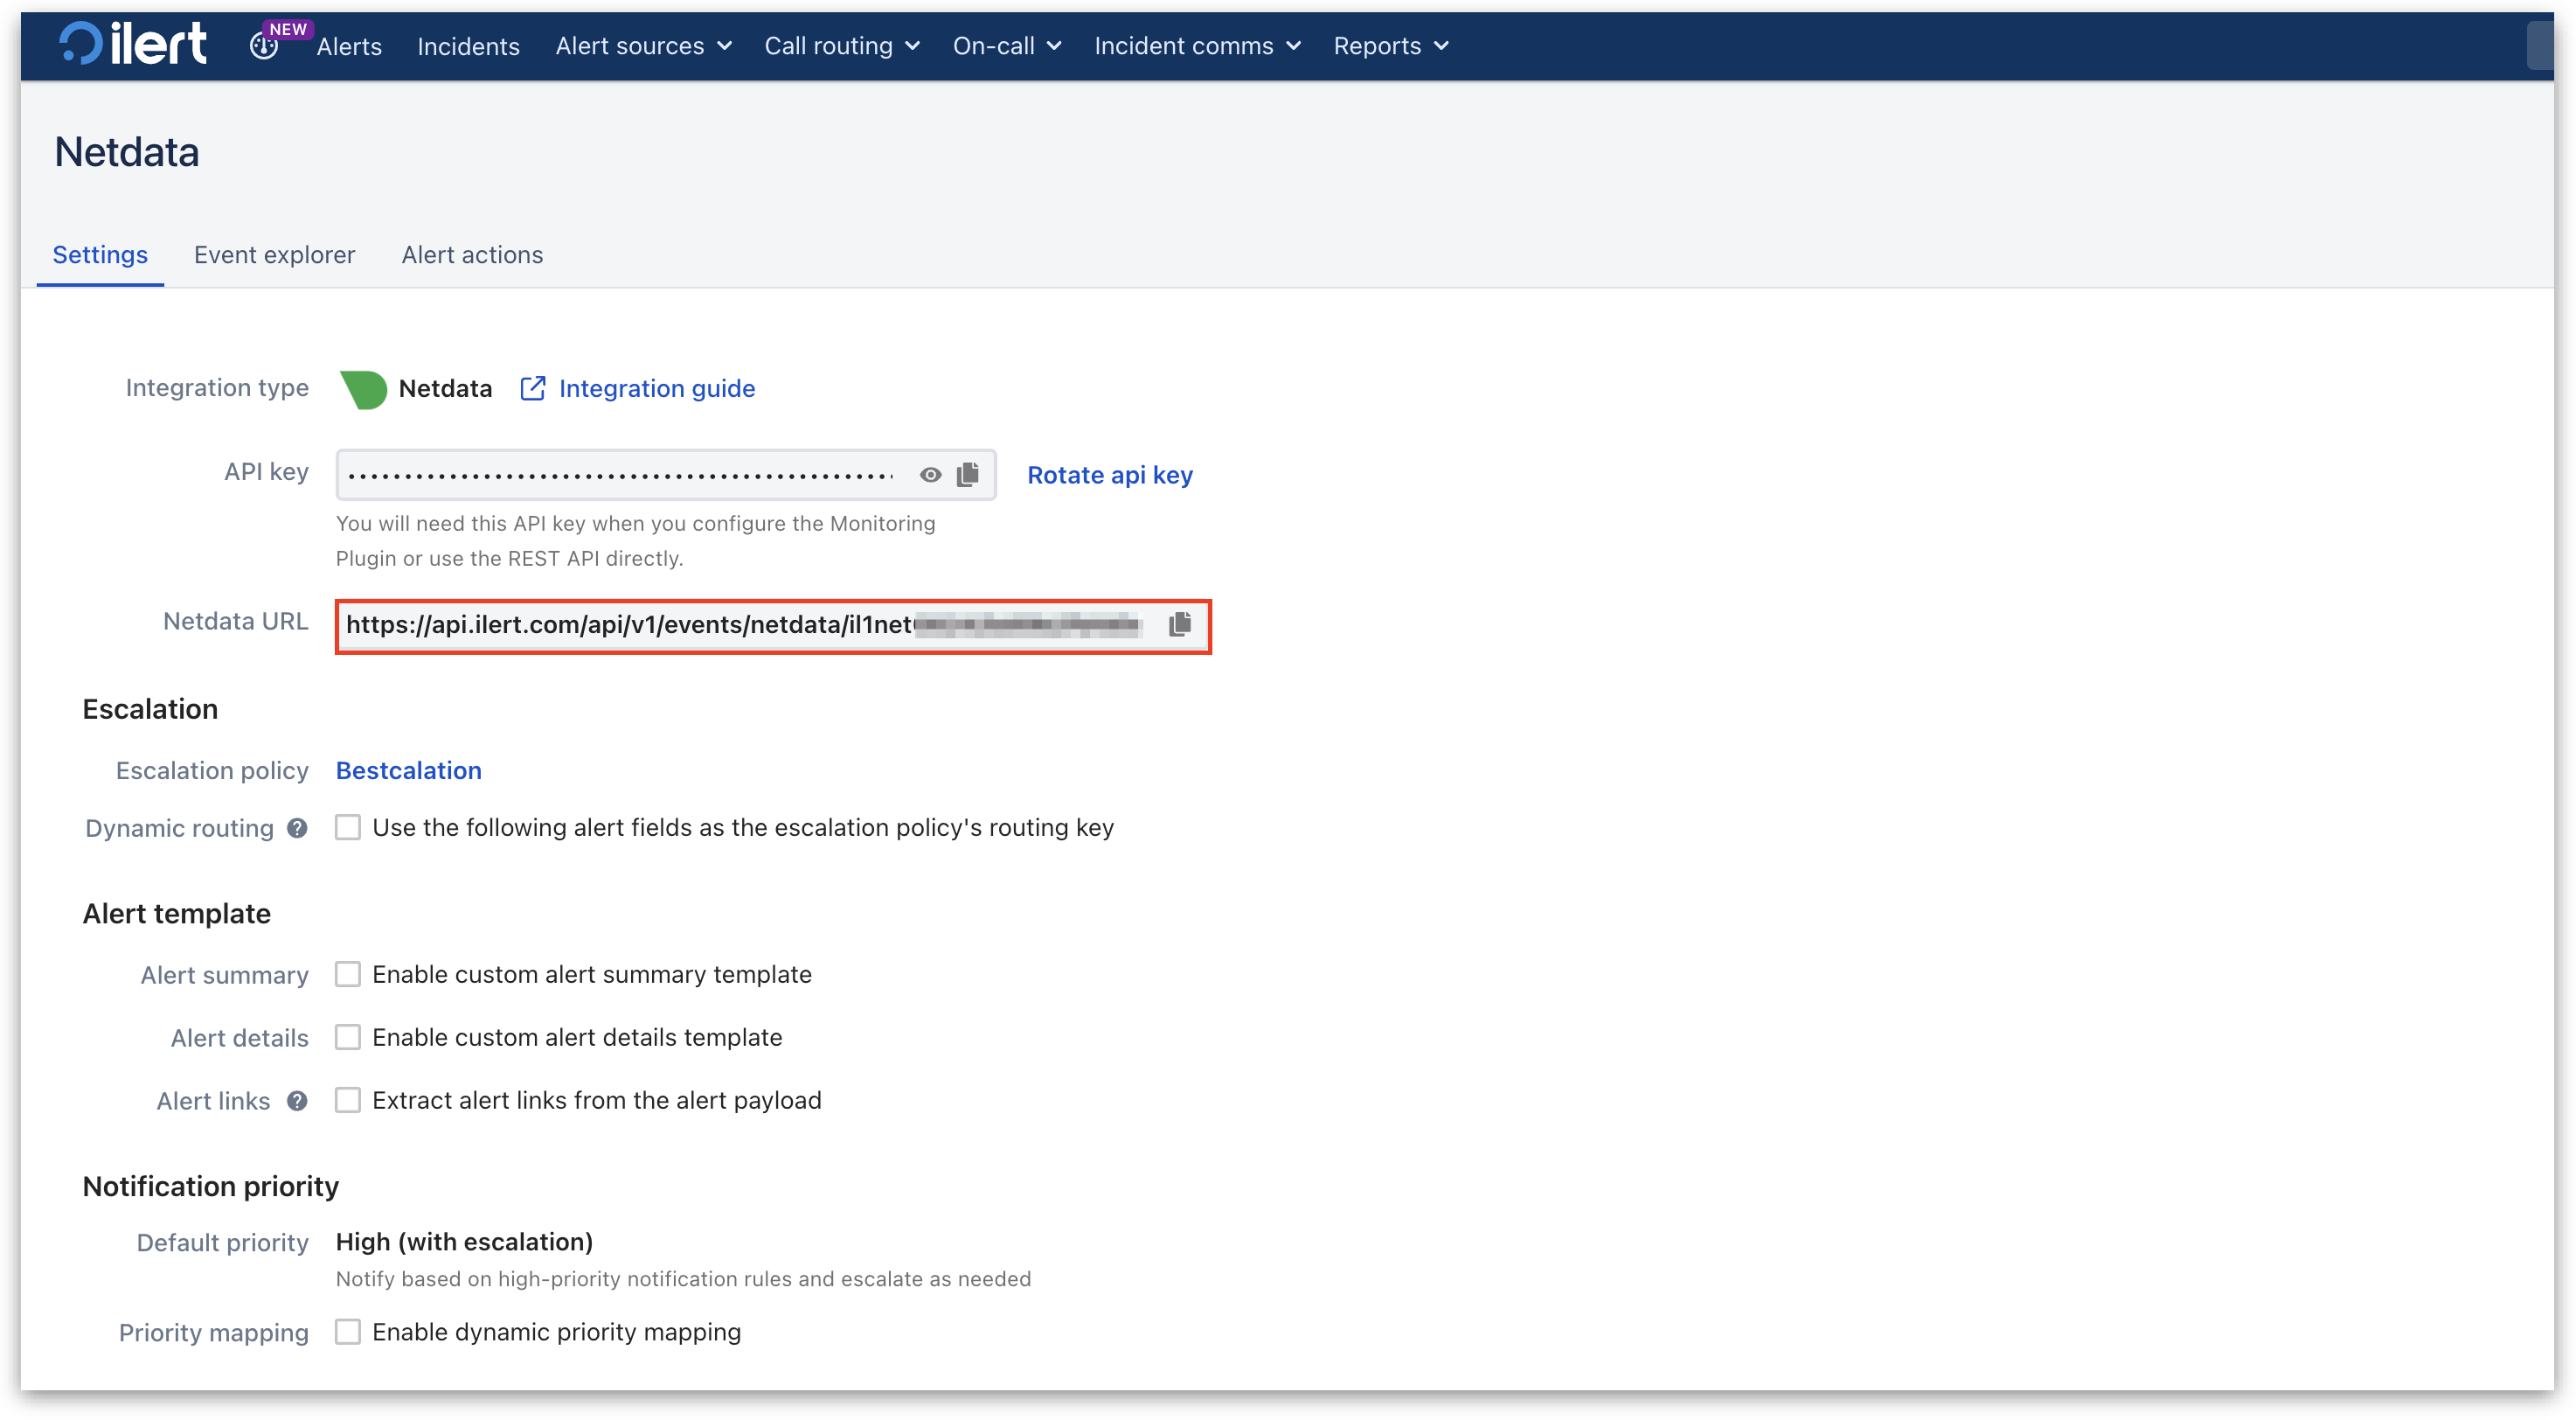 ilert NEW Alerts Incidents Alert sources Call routing On-call Incident comms Reports
Netdata
Settings Event explorer Alert actions
Integration type Netdata Integration guide
API key Rotate api key
You will need this API key when you configure the Monitoring
Plugin or use the REST API directly.
Netdata URL https://api.ilert.com/api/v1/events/netdata/il1net
Escalation
Escalation policy Bestcalation
Dynamic routing ? Use the following alert fields as the escalation policy's routing key
Alert template
Alert summary Enable custom alert summary template
Alert details Enable custom alert details template
Alert links ? Extract alert links from the alert payload
Notification priority
Default priority High (with escalation)
Notify based on high-priority notification rules and escalate as needed
Priority mapping Enable dynamic priority mapping